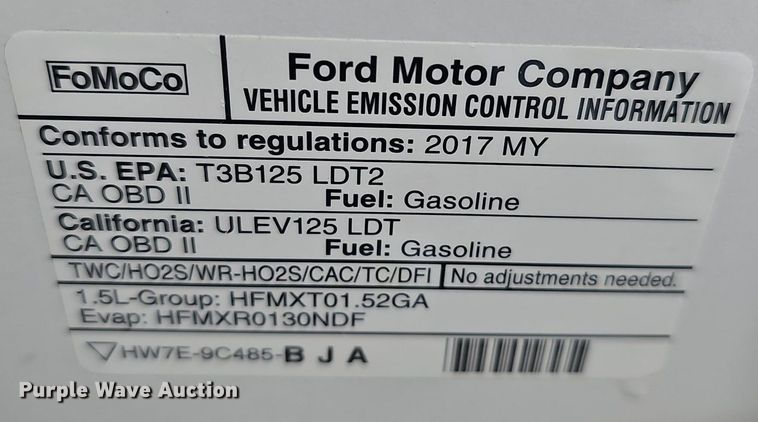 FoMoCo
Ford Motor Company
VEHICLE EMISSION CONTROL INFORMATION
Conforms to regulations: 2017 MY
U.S. EPA: T3B125 LDT2
CA OBD II Fuel: Gasoline
California: ULEV125 LDT
CA OBD II Fuel: Gasoline
TWC/HO2S/WR-HO2S/CAC/TC/DFI No adjustments needed.
1.5L-Group: HFMXT01.52GA
Evap: HFMXR0130NDF
HW7E-9C485-B J A
Purple Wave Auction